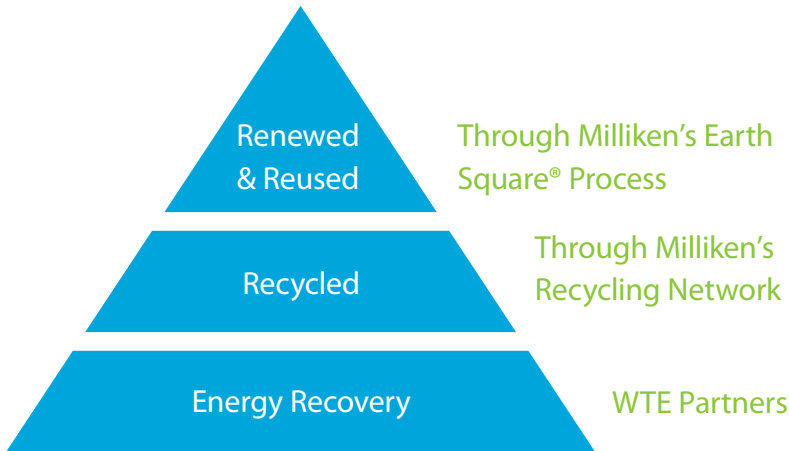 Renewed
& Reused
Through Milliken’s Earth
Square® Process
Recycled
Through Milliken’s
Recycling Network
Energy Recovery
WTE Partners